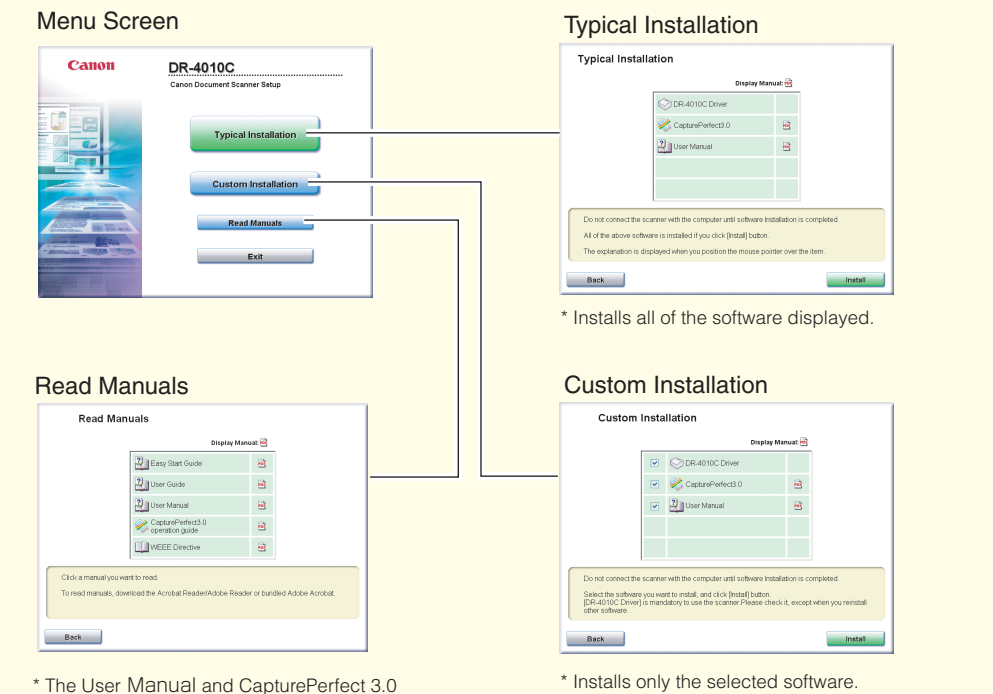 Menu Screen
Canon
DR-4010C
Canon Document Scanner Setup
Typical Installation
Custom Installation
Read Manuals
Exit
Typical Installation
Typical Installation
Display Manual:
DR-4010C Driver
CapturePerfect3.0
User Manual
Do not connect the scanner with the computer until software Installation is completed.
All of the above software is installed if you click [Install] button.
The explanation is displayed when you position the mouse pointer over the item.
Back
Install
* Installs all of the software displayed.
Read Manuals
Read Manuals
Display Manual:
Easy Start Guide
User Guide
User Manual
CapturePerfect3.0
operation guide
WEEE Directive
Click a manual you want to read.
To read manuals, download the Acrobat Reader/Adobe Reader or bundled Adobe Acrobat.
Back
* The User Manual and CapturePerfect 3.0
Custom Installation
Custom Installation
Display Manual:
DR-4010C Driver
CapturePerfect3.0
User Manual
Do not connect the scanner with the computer until software Installation is completed.
Select the software you want to install, and click [Install] button.
[DR-4010C Driver] is mandatory to use the scanner.Please check it, except when you reinstall
other software.
Back
Install
* Installs only the selected software.